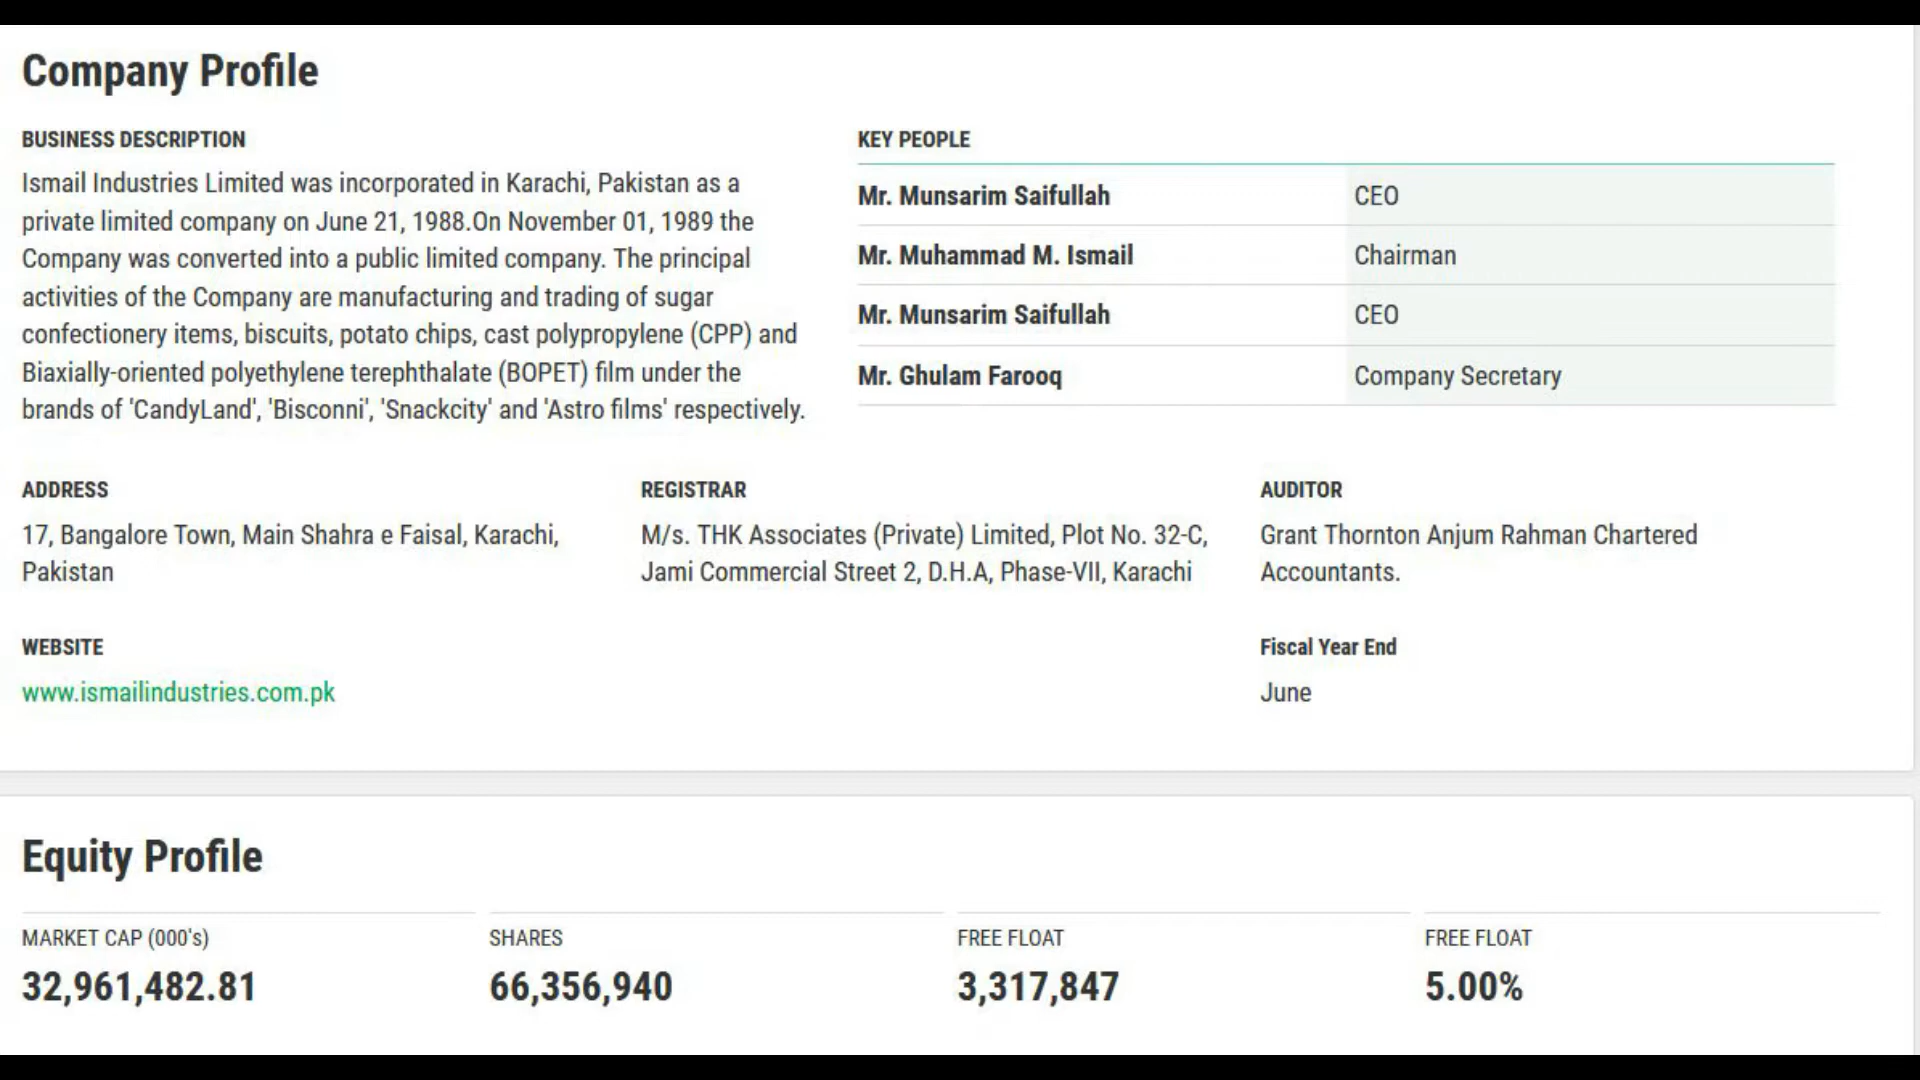 Company Profile
BUSINESS DESCRIPTION
Ismail Industries Limited was incorporated in Karachi, Pakistan as a
private limited company on June 21, 1988.On November 01, 1989 the
Company was converted into a public limited company. The principal
activities of the Company are manufacturing and trading of sugar
confectionery items, biscuits, potato chips, cast polypropylene (CPP) and
Biaxially-oriented polyethylene terephthalate (BOPET) film under the
brands of 'CandyLand', 'Bisconni', 'Snackcity' and 'Astro films' respectively.
KEY PEOPLE
Mr. Munsarim Saifullah CEO
Mr. Muhammad M. Ismail Chairman
Mr. Munsarim Saifullah CEO
Mr. Ghulam Farooq Company Secretary
ADDRESS
17, Bangalore Town, Main Shahra e Faisal, Karachi,
Pakistan
REGISTRAR
M/s. THK Associates (Private) Limited, Plot No. 32-C,
Jami Commercial Street 2, D.H.A, Phase-VII, Karachi
AUDITOR
Grant Thornton Anjum Rahman Chartered
Accountants.
WEBSITE
www.ismailindustries.com.pk
Fiscal Year End
June
Equity Profile
MARKET CAP (000's)
32,961,482.81
SHARES
66,356,940
FREE FLOAT
3,317,847
FREE FLOAT
5.00%